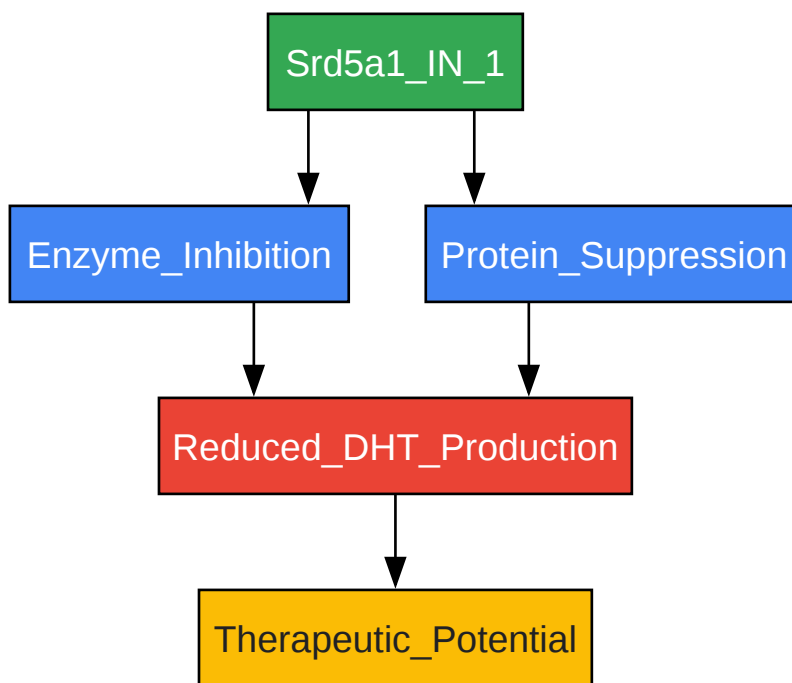 Srd5a1_IN_1
Enzyme_Inhibition
Protein_Suppression
Reduced_DHT_Production
Therapeutic_Potential